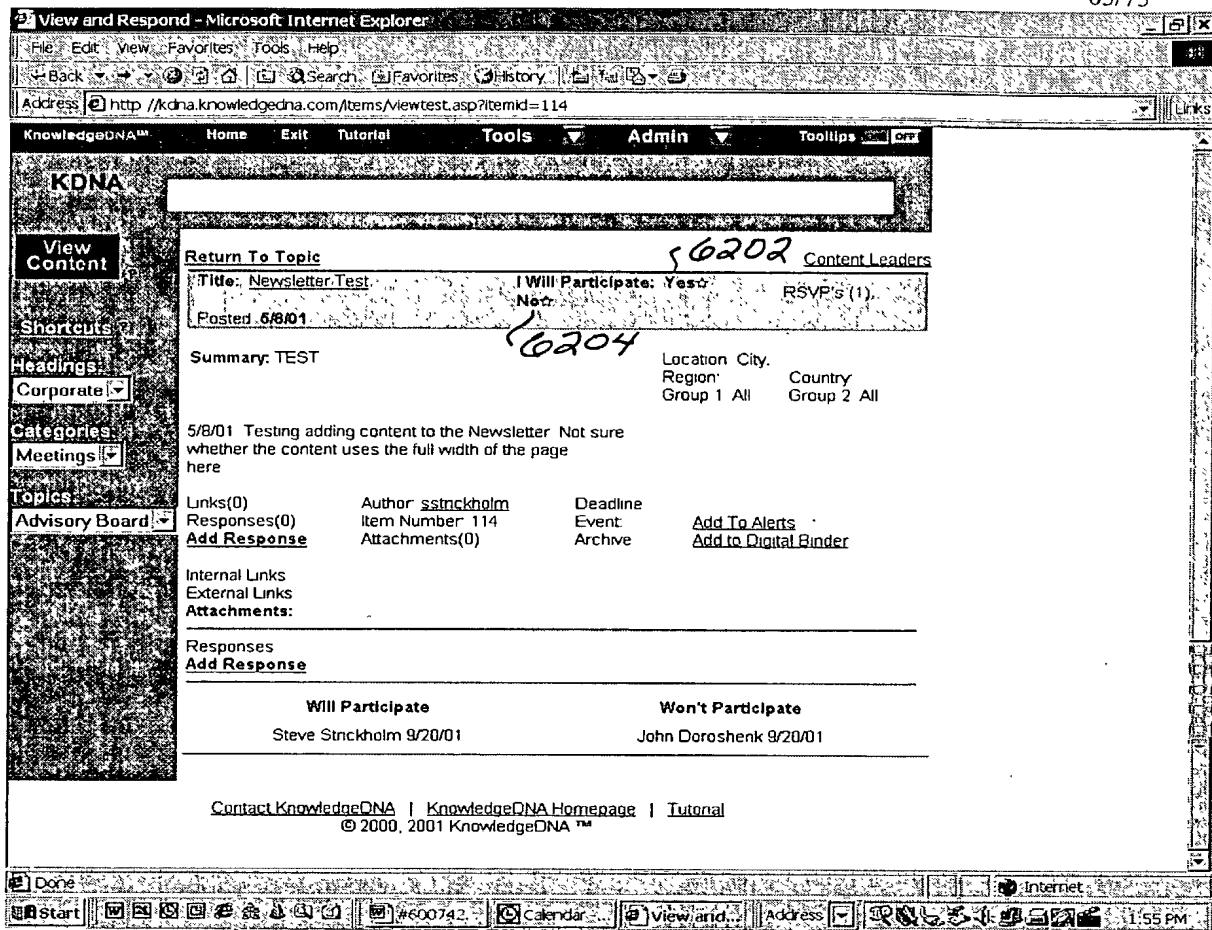 View and Respond - Microsoft Internet Explorer
File Edit View Favorites Tools Help
Back Search Favorites History
Address http //kdna.knowledgedna.com/Items/viewtest.asp?itemid=114 Links
KnowledgeDNA℠ Home Exit Tutorial Tools Admin Tooltips OFF
KDNA
View
Content
Return To Topic 6202 Content Leaders
Title: Newsletter Test I Will Participate: Yes☆ RSVP's (1)
No☆
Posted 5/8/01
6204
Shortcuts
Summary: TEST Location City.
Region Country
Group 1 All Group 2 All
Headings:
Corporate
Categories:
Meetings
5/8/01 Testing adding content to the Newsletter Not sure
whether the content uses the full width of the page
here
Topics
Advisory Board
Links(0) Author sstrickholm Deadline
Responses(0) Item Number 114 Event: Add To Alerts
Add Response Attachments(0) Archive Add to Digital Binder
Internal Links
External Links
Attachments:
Responses
Add Response
Will Participate Won't Participate
Steve Strickholm 9/20/01 John Doroshenk 9/20/01
Contact KnowledgeDNA | KnowledgeDNA Homepage | Tutorial
© 2000, 2001 KnowledgeDNA ™
Done Internet
Start #600742... Calendar... View and... Address 1:55 PM